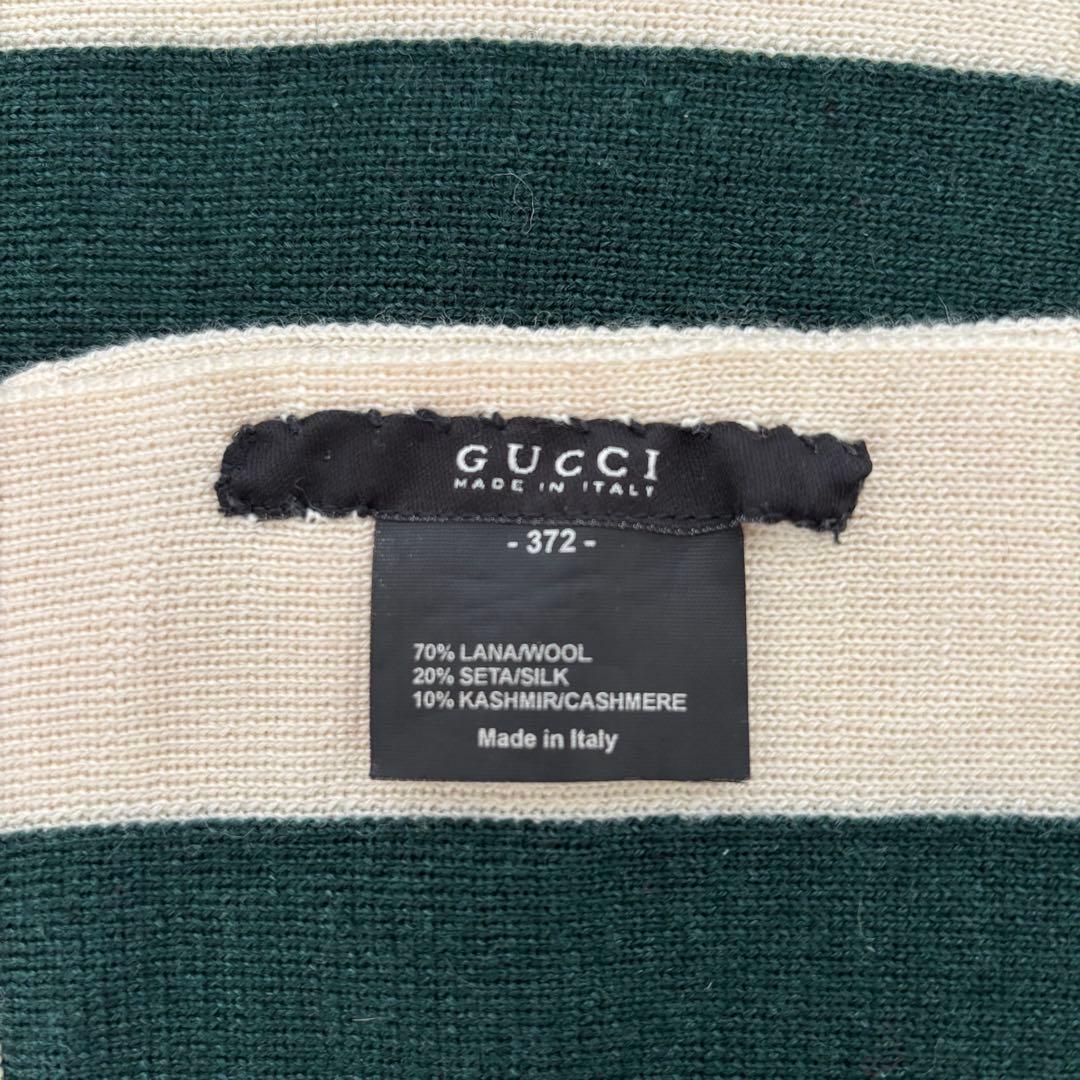 GUCCI
MADE IN ITALY
- 372 -
70% LANA/WOOL
20% SETA/SILK
10% KASHMIR/CASHMERE
Made in Italy